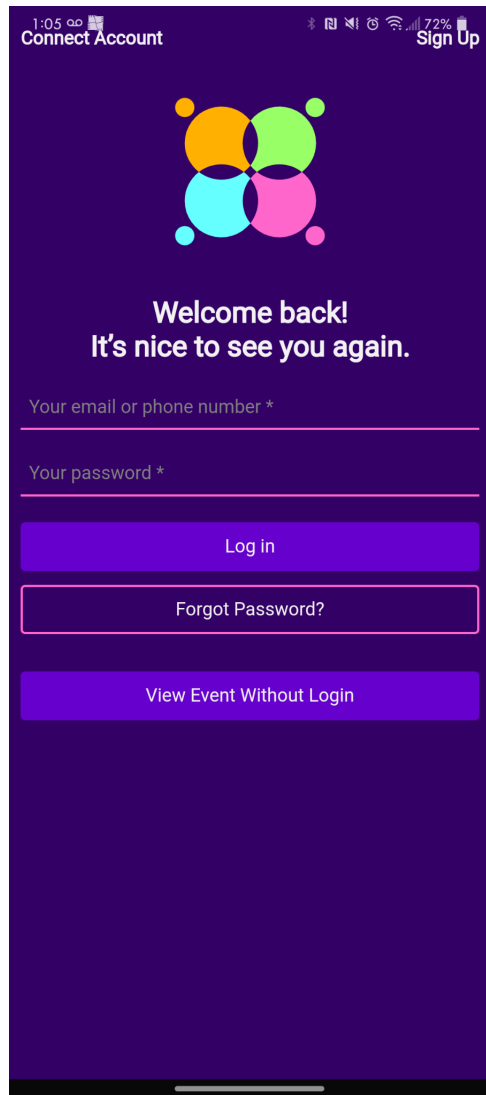 1:05
72%
Connect Account
Sign Up
Welcome back!
It's nice to see you again.
Your email or phone number *
Your password *
Log in
Forgot Password?
View Event Without Login